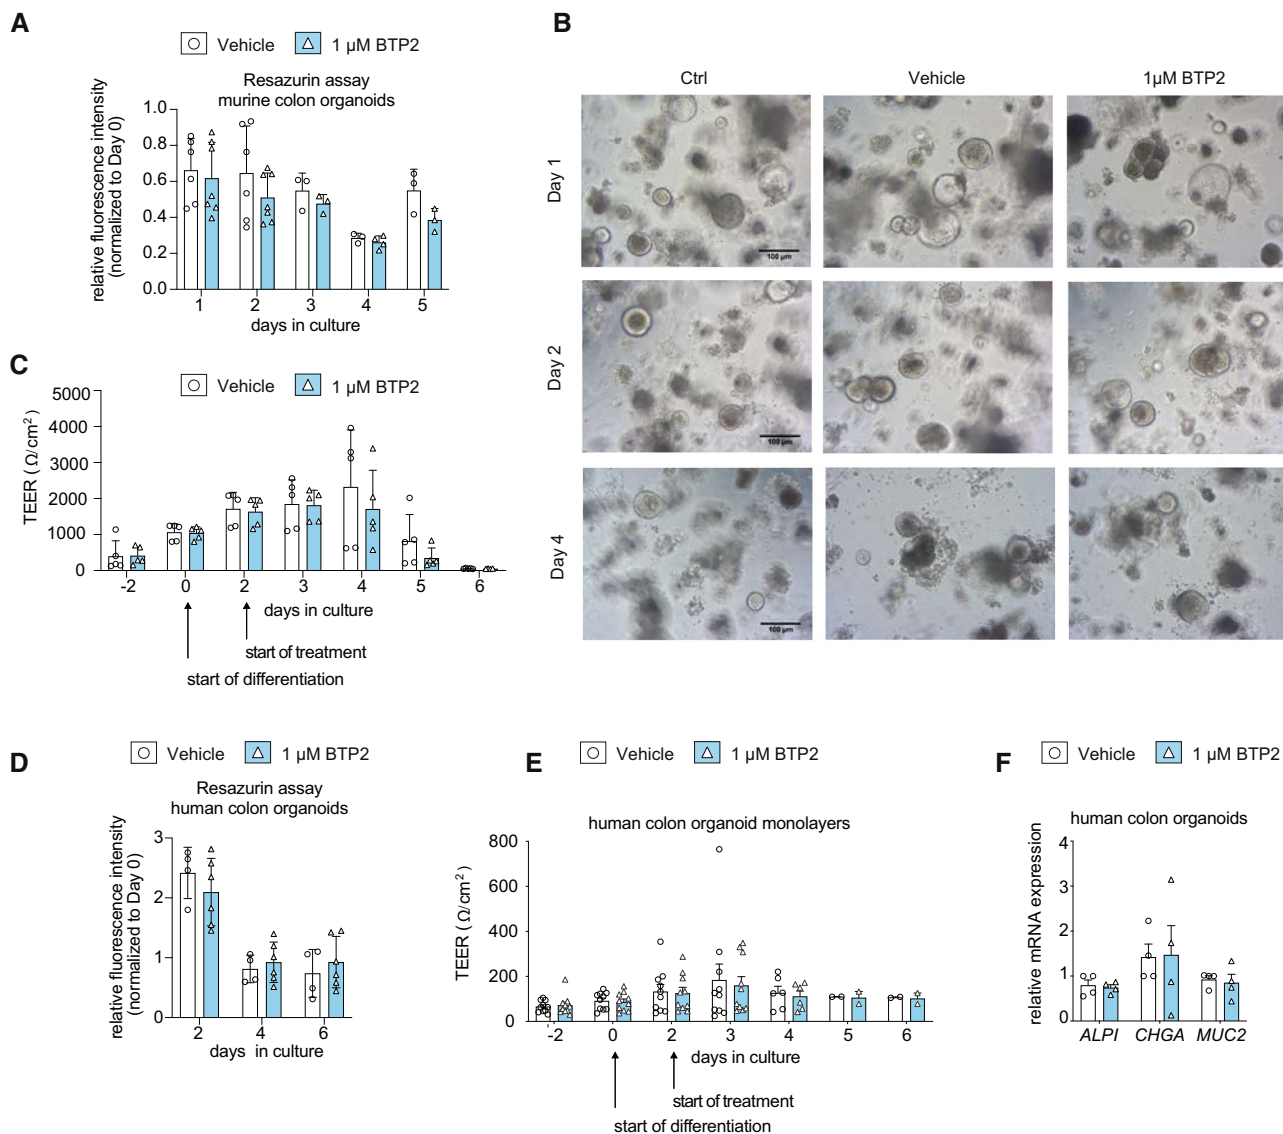 A
Vehicle
1 µM BTP2
Resazurin assay
murine colon organoids
relative fluorescence intensity
(normalized to Day 0)
1.0
0.8
0.6
0.4
0.2
0.0
1 2 3 4 5
days in culture
B
Ctrl
Vehicle
1µM BTP2
Day 1
100 µm
Day 2
100 µm
Day 4
100 µm
C
Vehicle
1 µM BTP2
TEER ( Ω/cm²)
5000
4000
3000
2000
1000
0
-2 0 2 3 4 5 6
days in culture
start of treatment
start of differentiation
D
Vehicle
1 µM BTP2
Resazurin assay
human colon organoids
relative fluorescence intensity
(normalized to Day 0)
3
2
1
0
2 4 6
days in culture
E
Vehicle
1 µM BTP2
human colon organoid monolayers
TEER ( Ω/cm²)
800
600
400
200
0
-2 0 2 3 4 5 6
days in culture
start of treatment
start of differentiation
F
Vehicle
1 µM BTP2
human colon organoids
relative mRNA expression
4
3
2
1
0
ALPI CHGA MUC2